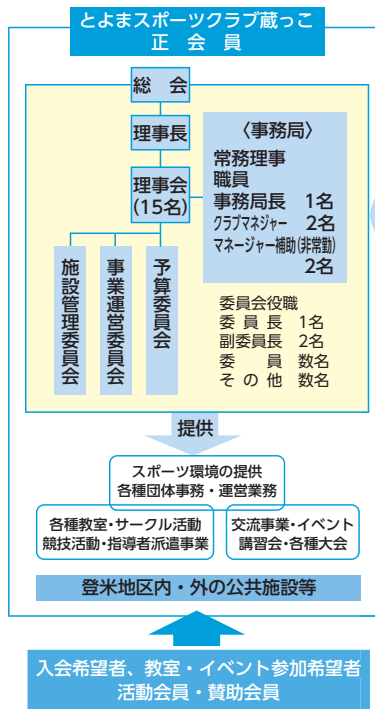 とよまスポーツクラブ蔵っこ
正　会　員
総　会
理事長
理事会
(15名)
〈事務局〉
常務理事
職員
事務局長　1名
クラブマネジャー　2名
マネージャー補助(非常勤)
2名
施設管理委員会
事業運営委員会
予算委員会
委員会役職
委 員 長　1名
副委員長　2名
委　　員　数名
そ の 他　数名
提供
スポーツ環境の提供
各種団体事務・運営業務
各種教室・サークル活動
競技活動・指導者派遣事業
交流事業・イベント
講習会・各種大会
登米地区内・外の公共施設等
入会希望者、教室・イベント参加希望者
活動会員・賛助会員